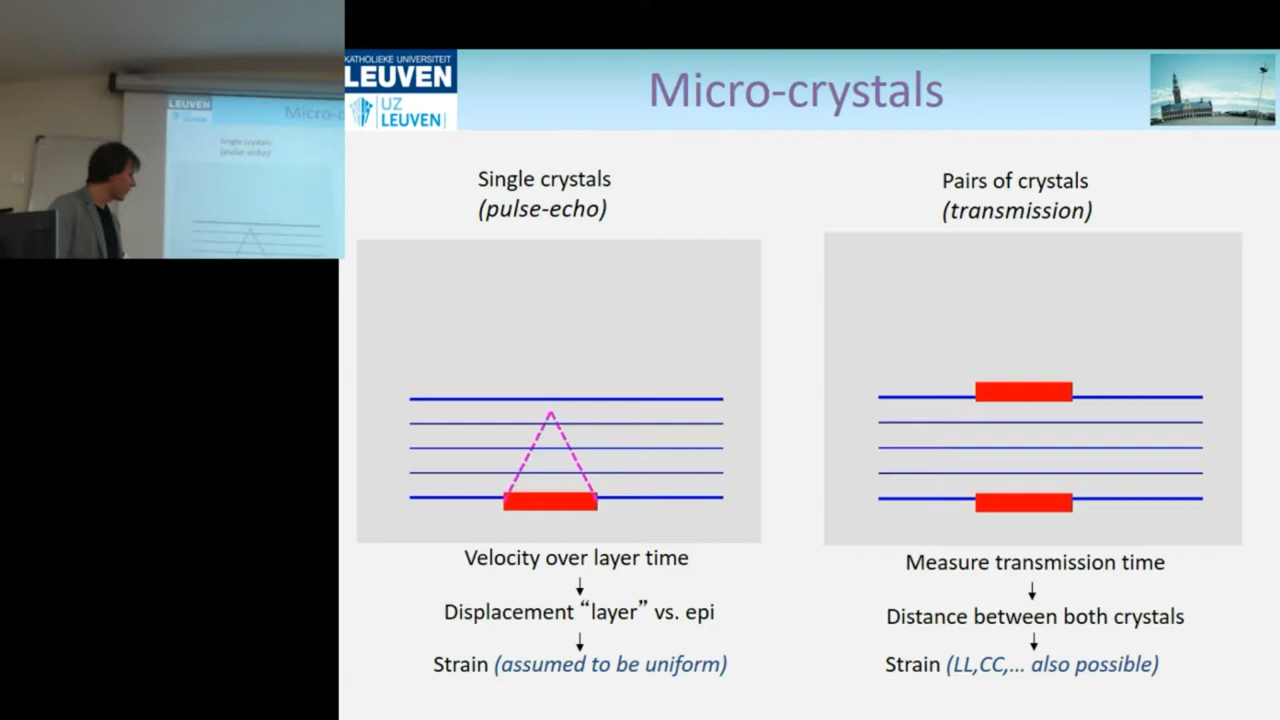 LEUVEN
Micro-c
UZ
Leuven
Single crystals
(pulse-echo)
KATHOLIEKE UNIVERSITEIT
LEUVEN
UZ
LEUVEN
Micro-crystals
Single crystals
(pulse-echo)
Velocity over layer time
↓
Displacement “layer” vs. epi
↓
Strain (assumed to be uniform)
Pairs of crystals
(transmission)
Measure transmission time
↓
Distance between both crystals
↓
Strain (LL,CC,... also possible)